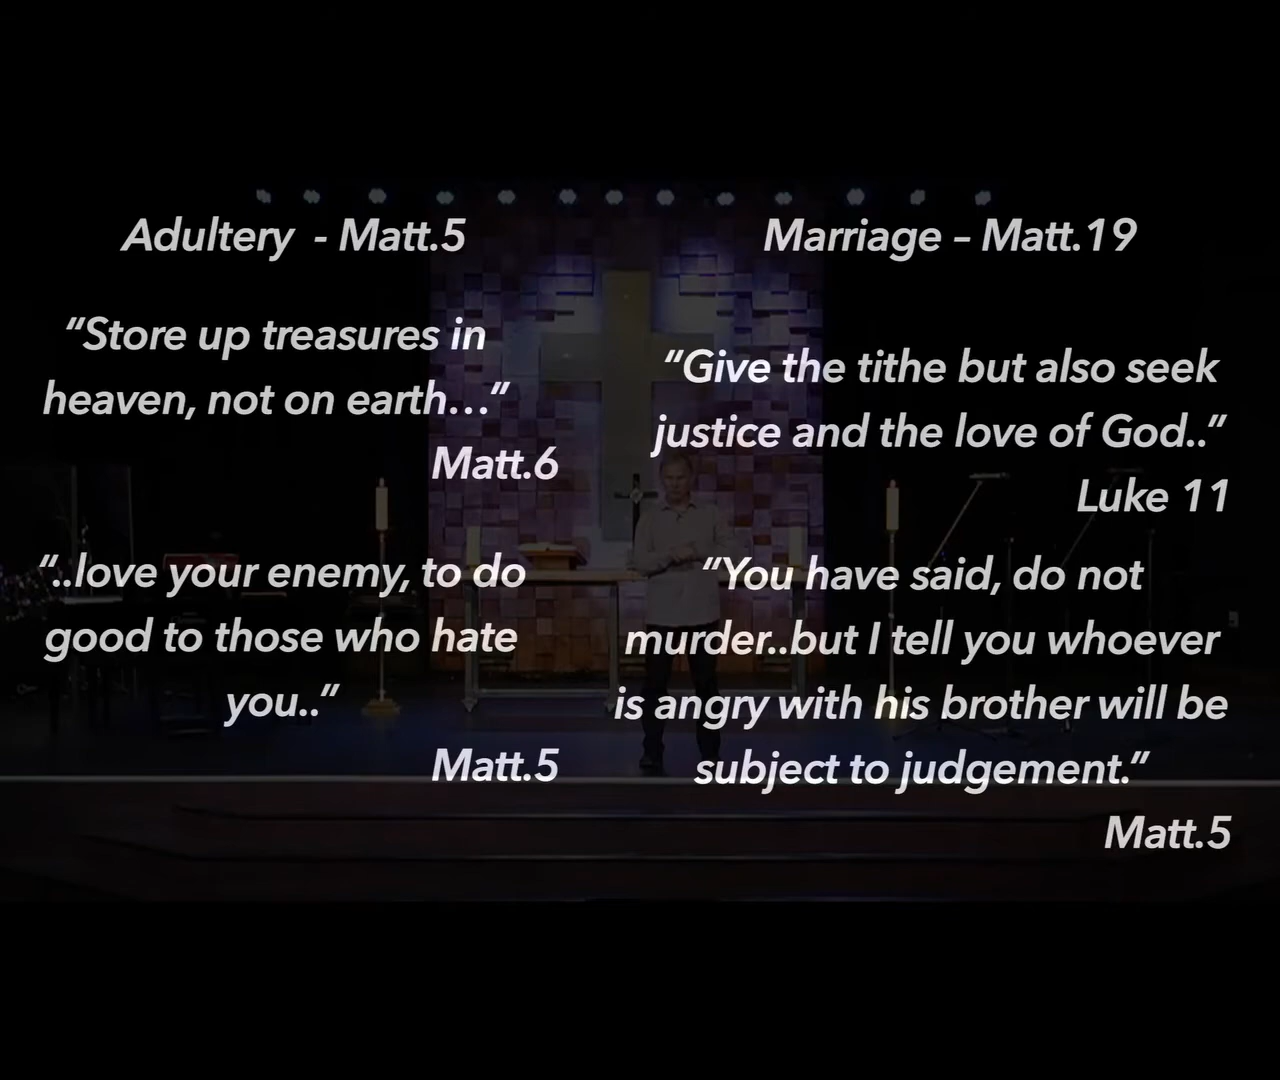 Adultery - Matt.5
“Store up treasures in
heaven, not on earth…”
Matt.6
“..love your enemy, to do
good to those who hate
you..”
Matt.5
Marriage – Matt.19
“Give the tithe but also seek
justice and the love of God..”
Luke 11
“You have said, do not
murder..but I tell you whoever
is angry with his brother will be
subject to judgement.”
Matt.5